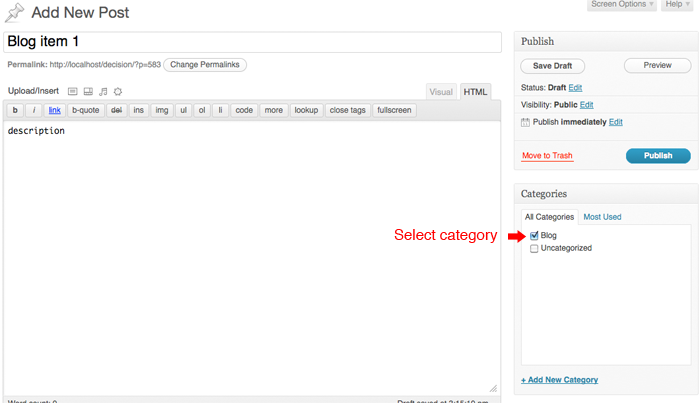 Screen Options Help
Add New Post
Blog item 1
Permalink: http://localhost/decision/?p=583 Change Permalinks
Upload/Insert
Visual HTML
b i link b-quote del ins img ul ol li code more lookup close tags fullscreen
description
Publish
Save Draft Preview
Status: Draft Edit
Visibility: Public Edit
Publish immediately Edit
Move to Trash Publish
Categories
All Categories Most Used
Select category
Blog
Uncategorized
+ Add New Category
Word count: 0 Draft saved at 3:15:10 pm.